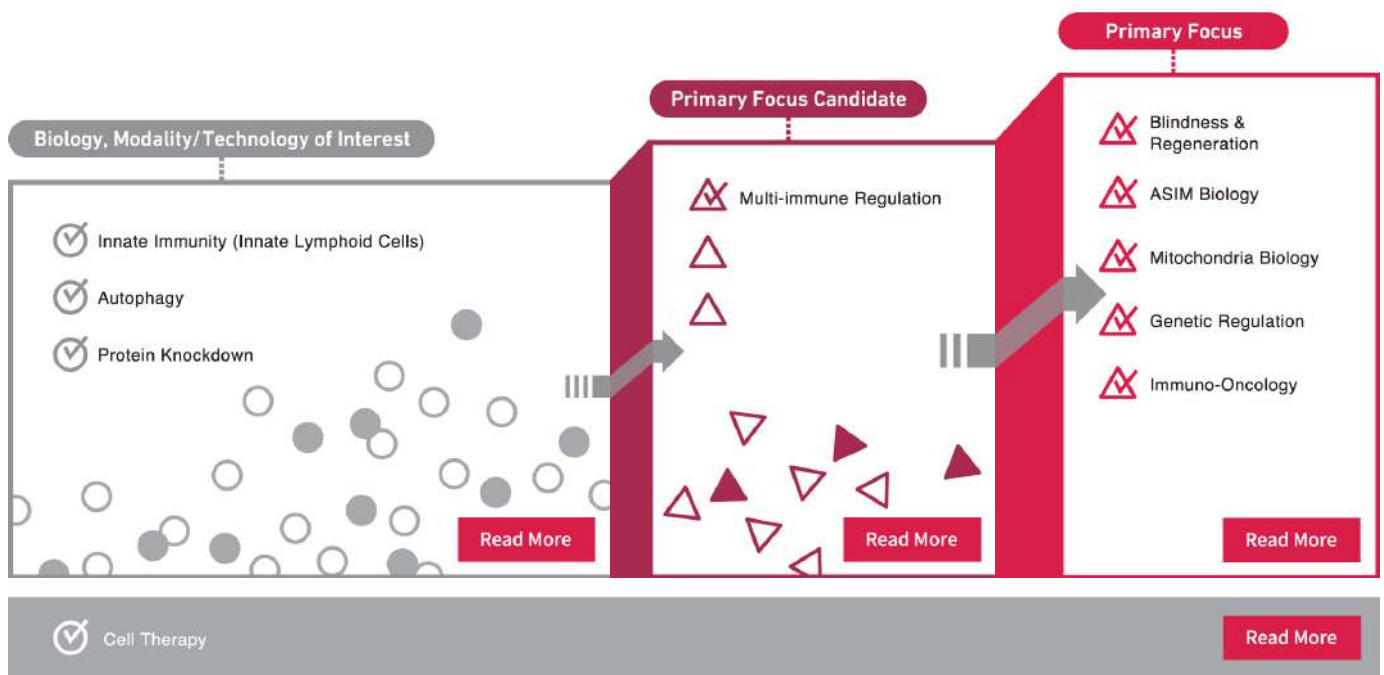 Biology, Modality/Technology of Interest
Innate Immunity (Innate Lymphoid Cells)
Autophagy
Protein Knockdown
Read More
Primary Focus Candidate
Multi-immune Regulation
Read More
Primary Focus
Blindness &
Regeneration
ASIM Biology
Mitochondria Biology
Genetic Regulation
Immuno-Oncology
Read More
Cell Therapy
Read More